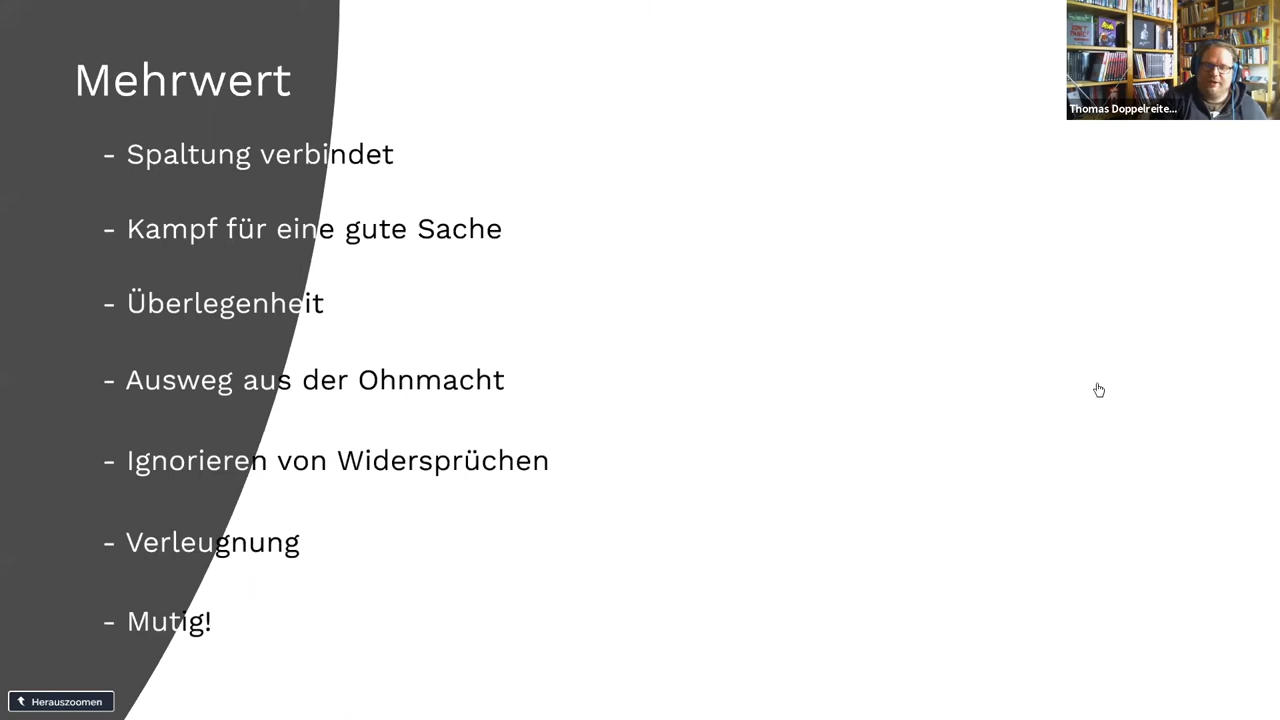 Mehrwert
- Spaltung verbindet
- Kampf für eine gute Sache
- Überlegenheit
- Ausweg aus der Ohnmacht
- Ignorieren von Widersprüchen
- Verleugnung
- Mutig!
Herauszoomen
Thomas Doppelreite...